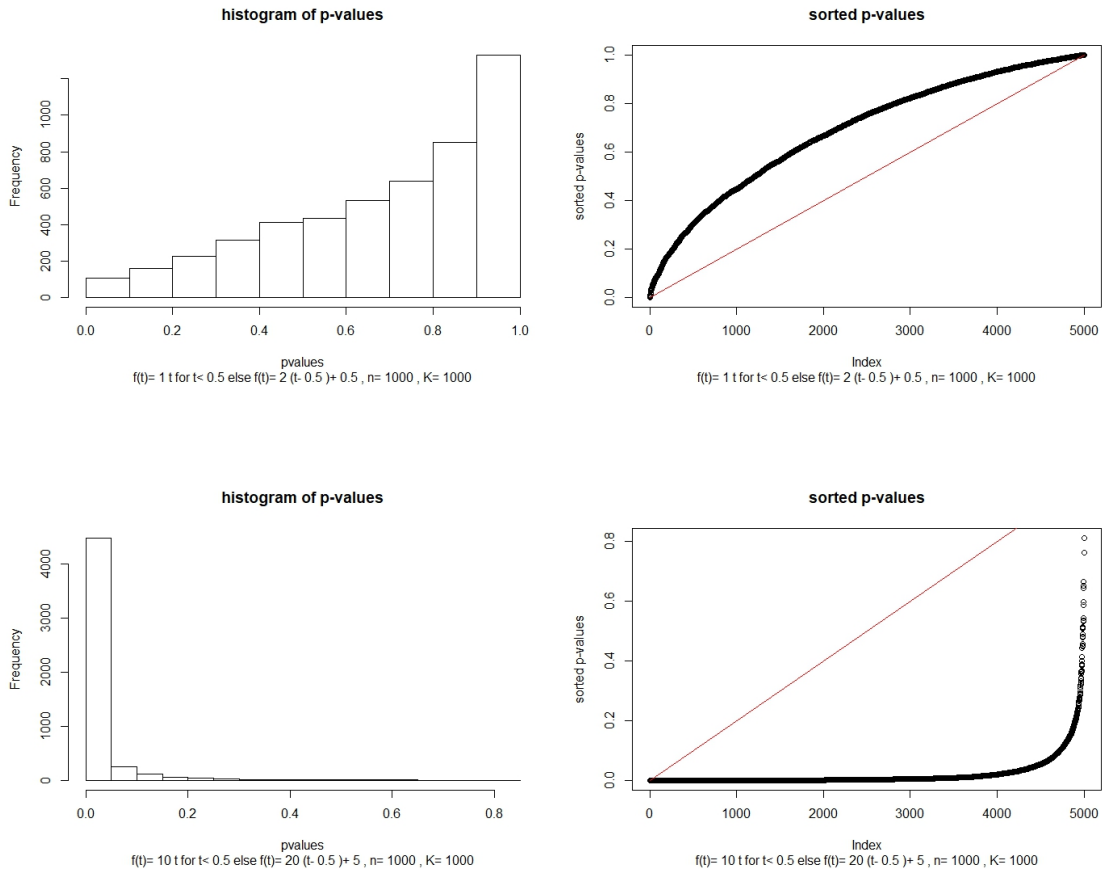 histogram of p-values
Frequency
0 200 400 600 800 1000
0.0 0.2 0.4 0.6 0.8 1.0
pvalues
f(t)= 1 t for t< 0.5 else f(t)= 2 (t- 0.5 )+ 0.5 , n= 1000 , K= 1000
sorted p-values
sorted p-values
0.0 0.2 0.4 0.6 0.8 1.0
0 1000 2000 3000 4000 5000
Index
f(t)= 1 t for t< 0.5 else f(t)= 2 (t- 0.5 )+ 0.5 , n= 1000 , K= 1000
histogram of p-values
Frequency
0 1000 2000 3000 4000
0.0 0.2 0.4 0.6 0.8
pvalues
f(t)= 10 t for t< 0.5 else f(t)= 20 (t- 0.5 )+ 5 , n= 1000 , K= 1000
sorted p-values
sorted p-values
0.0 0.2 0.4 0.6 0.8
0 1000 2000 3000 4000 5000
Index
f(t)= 10 t for t< 0.5 else f(t)= 20 (t- 0.5 )+ 5 , n= 1000 , K= 1000